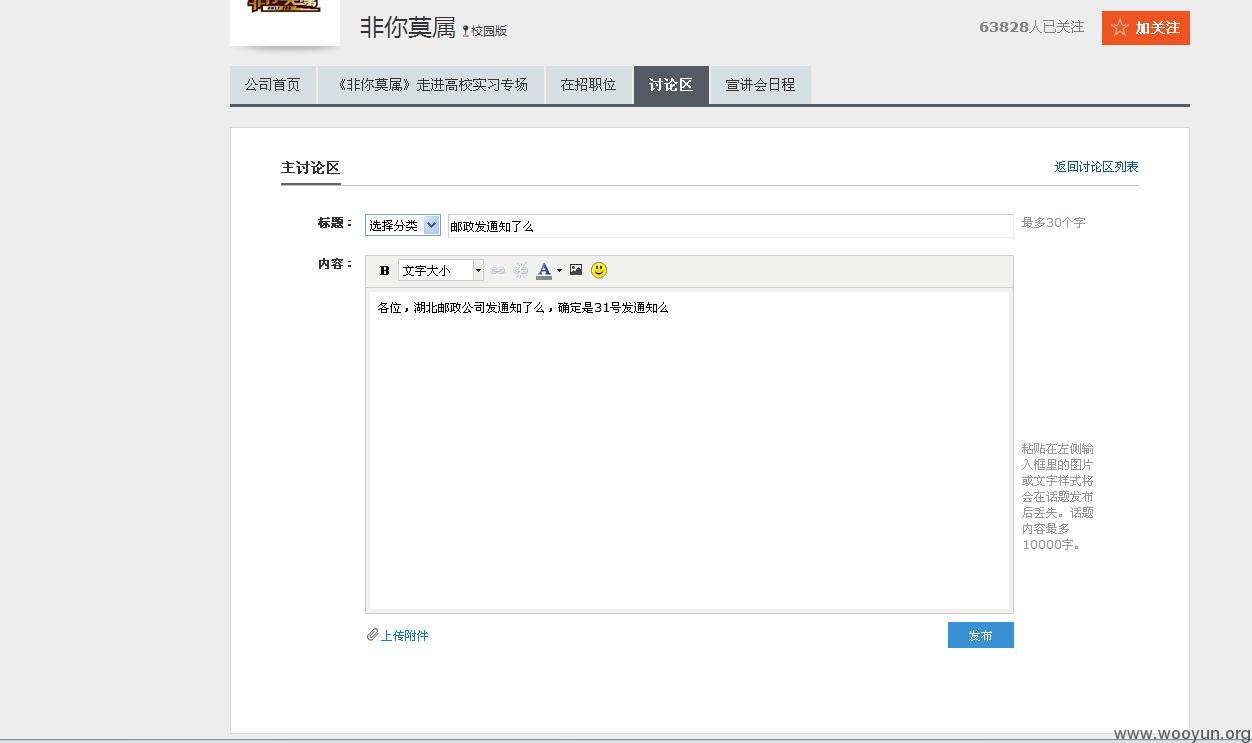 非你莫属 校园版
63828人已关注
加关注
公司首页 《非你莫属》走进高校实习专场 在招职位 讨论区 宣讲会日程
主讨论区
返回讨论区列表
标题： 选择分类 邮政发通知了么 最多30个字
内容： B 文字大小 A
各位，湖北邮政公司发通知了么，确定是31号发通知么
粘贴在左侧输
入框里的图片
或文字样式将
会在话题发布
后丢失。话题
内容最多
10000字。
上传附件
发布
www.wooyun.org